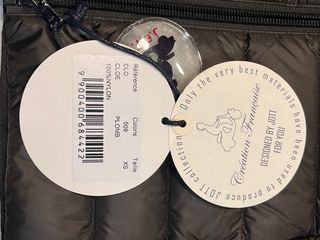 Référence
CLO
CLOE
100%NYLON
Coloris
509
PLOMB
Taille
XS
9 900400 684422
Only the very best materials have been used to produce JOTT collection
Création Française
DESIGNED BY JOTT
FOR YOU